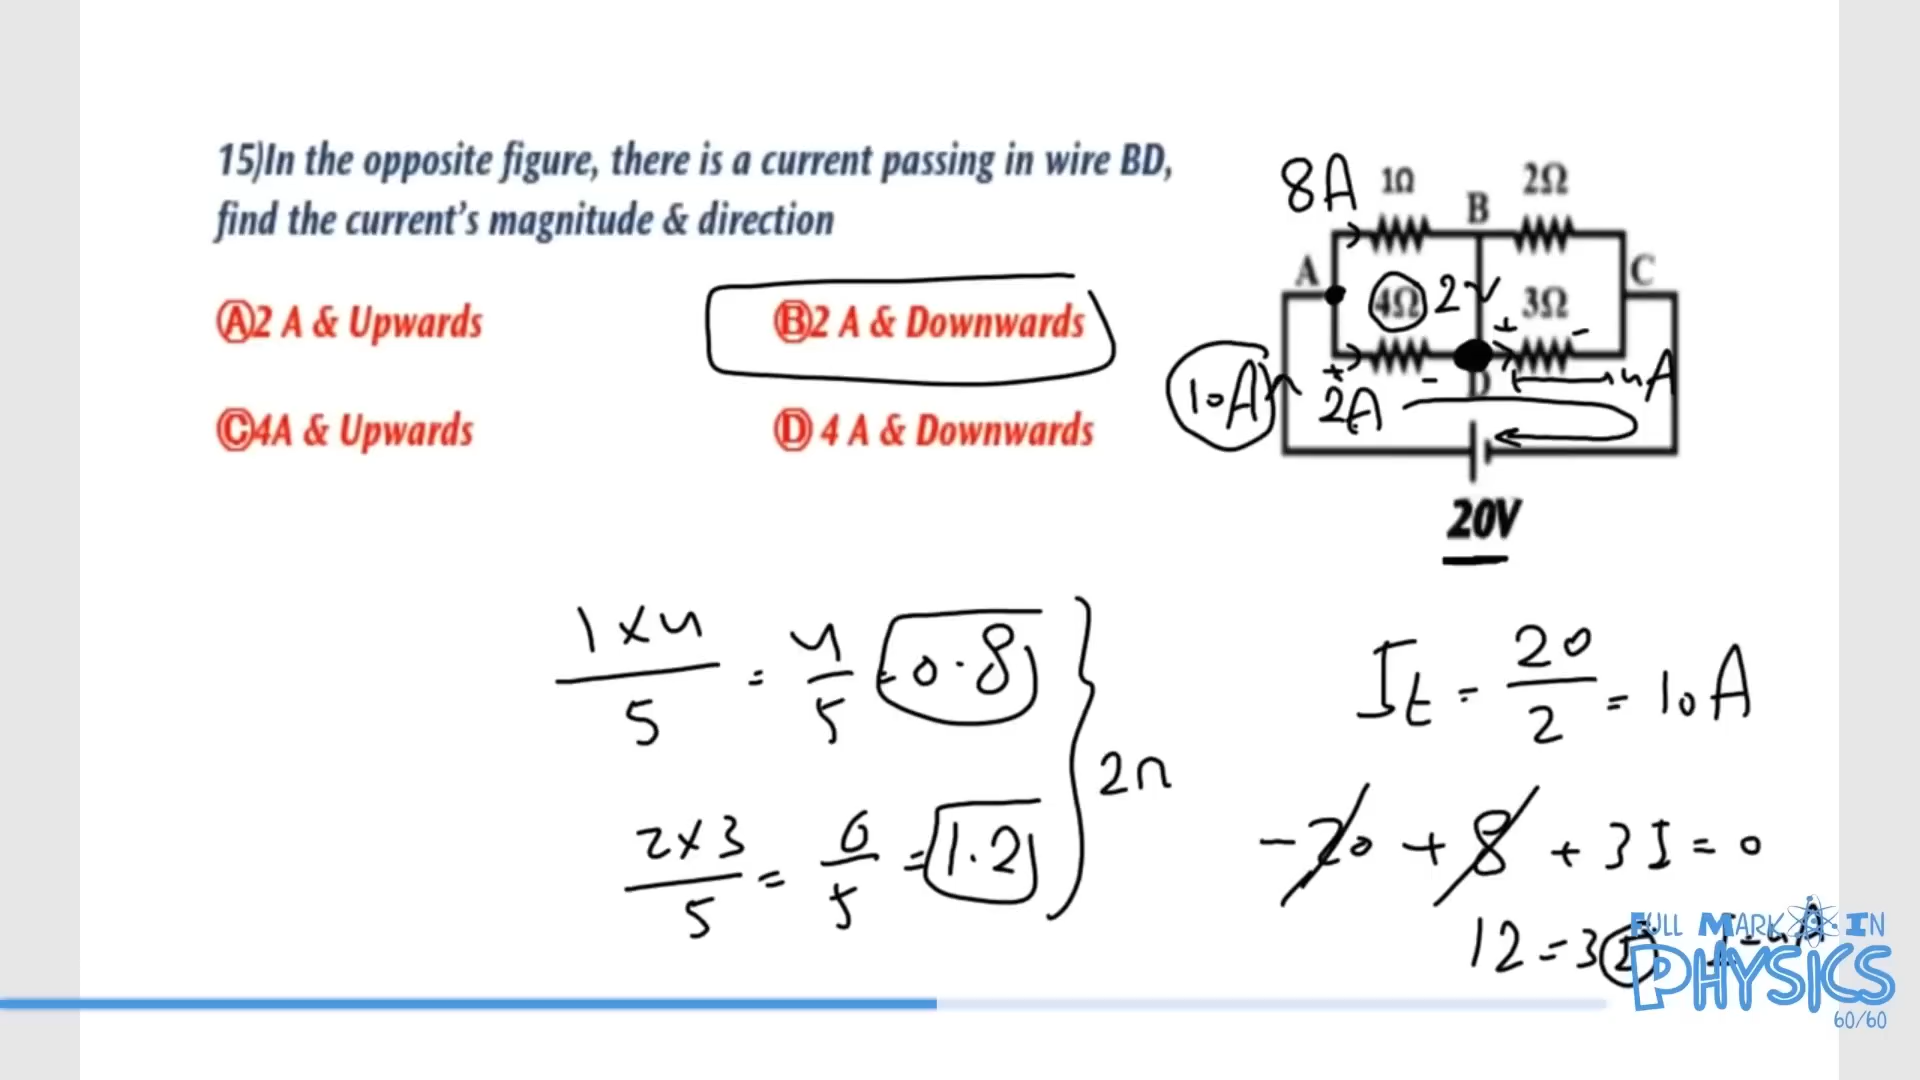 15)In the opposite figure, there is a current passing in wire BD,
find the current's magnitude & direction
Ⓐ2 A & Upwards
Ⓑ2 A & Downwards
Ⓒ4A & Upwards
Ⓓ 4 A & Downwards
8A 1Ω B 2Ω
A C
4Ω 2 3Ω
+ -
10A + 2A - D 4A
20V
1×4 / 5 = 4/5 = 0.8
2Ω
2×3 / 5 = 6/5 = 1.2
It = 20/2 = 10A
-20 + 8 + 3I = 0
12 = 3I I=4A
FULL MARK IN
PHYSICS
60/60